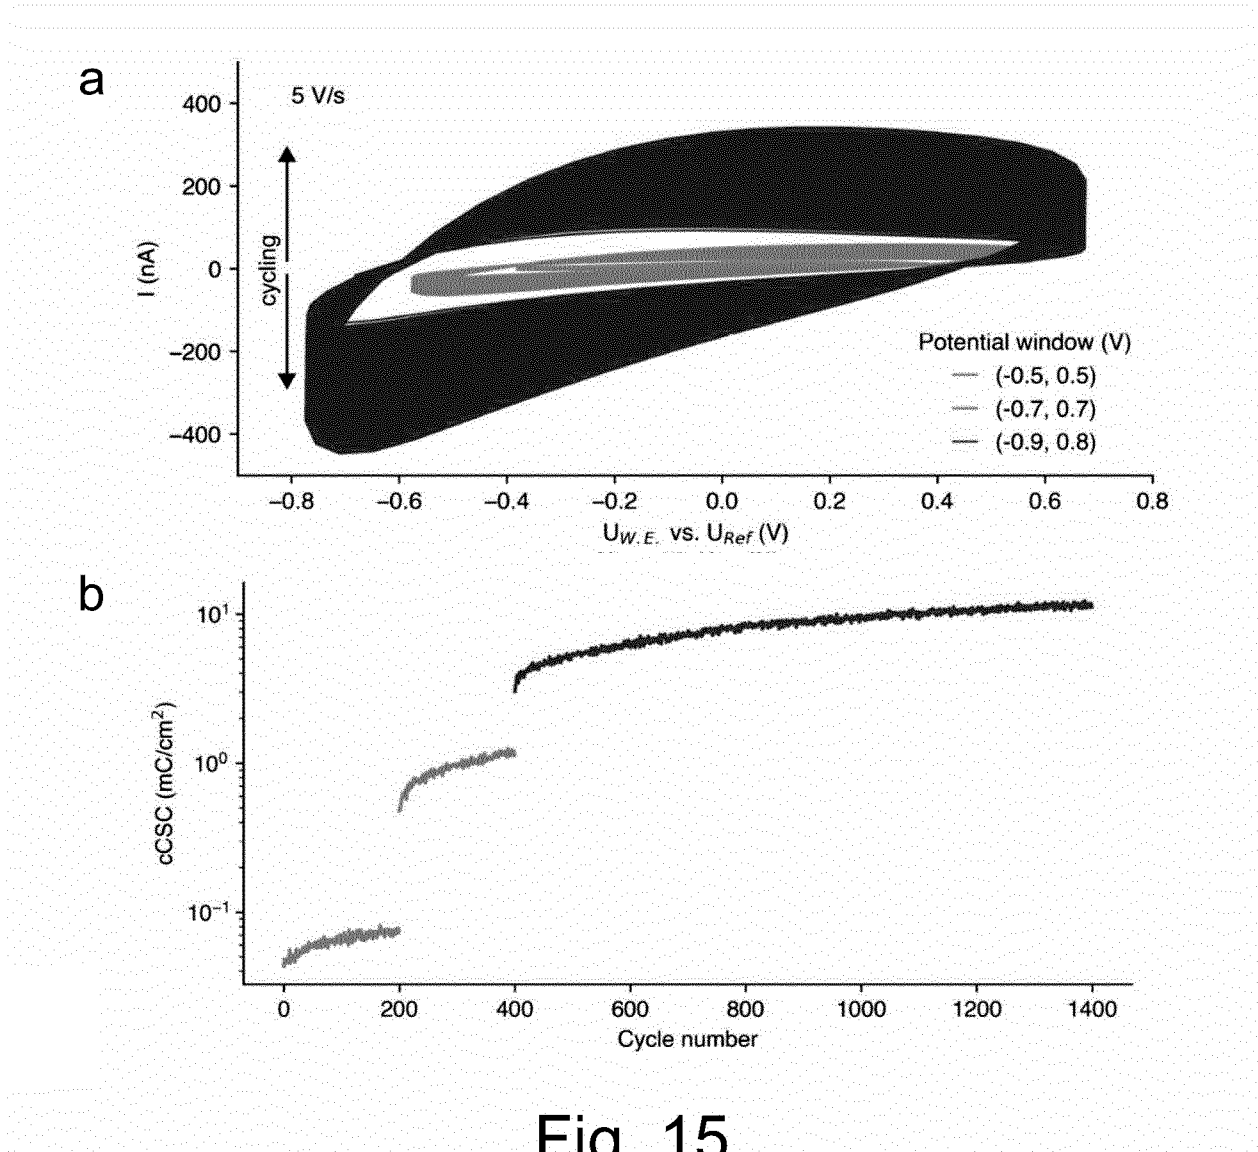 a
5 V/s
400
200
0
−200
−400
I (nA)
cycling
Potential window (V)
(-0.5, 0.5)
(-0.7, 0.7)
(-0.9, 0.8)
−0.8 −0.6 −0.4 −0.2 0.0 0.2 0.4 0.6 0.8
U_W.E. vs. U_Ref (V)
b
10¹
10⁰
10⁻¹
cCSC (mC/cm²)
0 200 400 600 800 1000 1200 1400
Cycle number
Fig. 15